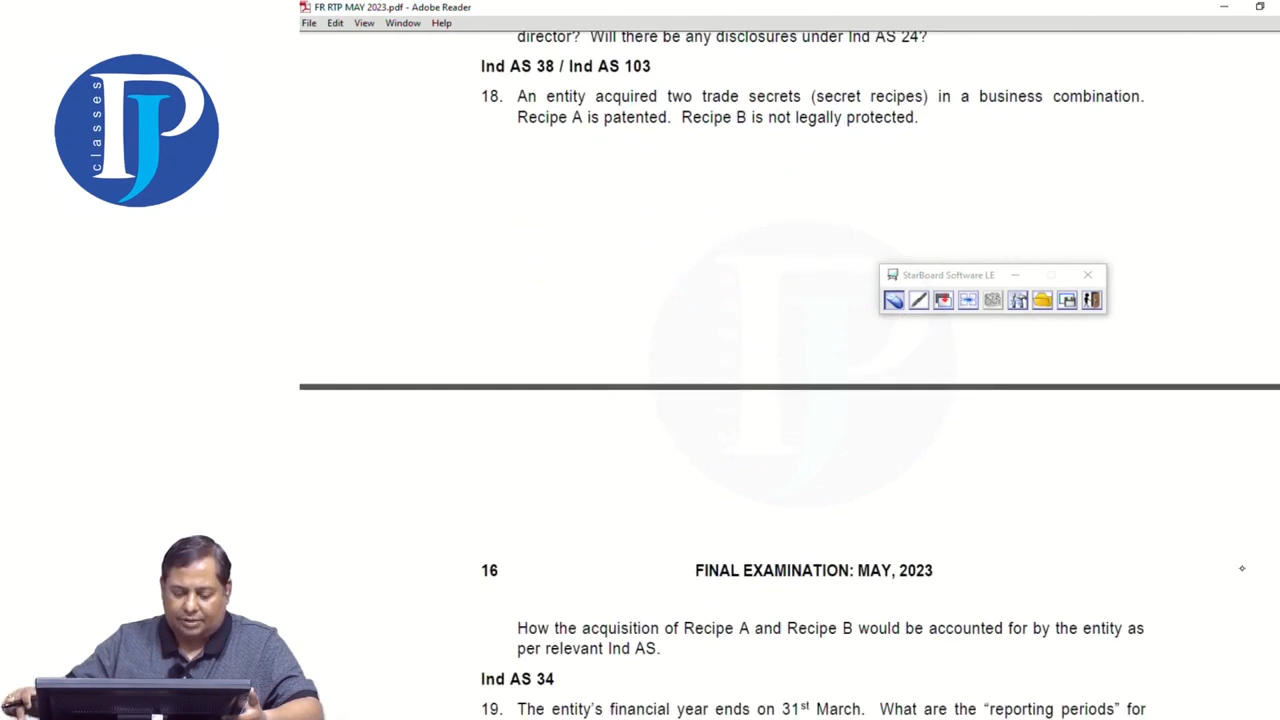 FR RTP MAY 2023.pdf - Adobe Reader
File Edit View Window Help
classes
PJ
director? Will there be any disclosures under Ind AS 24?
Ind AS 38 / Ind AS 103
18. An entity acquired two trade secrets (secret recipes) in a business combination.
Recipe A is patented. Recipe B is not legally protected.
StarBoard Software LE
16 FINAL EXAMINATION: MAY, 2023
How the acquisition of Recipe A and Recipe B would be accounted for by the entity as
per relevant Ind AS.
Ind AS 34
19. The entity's financial year ends on 31st March. What are the “reporting periods” for